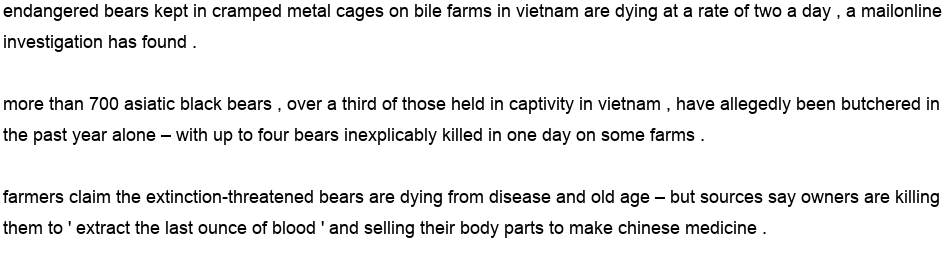 endangered bears kept in cramped metal cages on bile farms in vietnam are dying at a rate of two a day , a mailonline
investigation has found .
more than 700 asiatic black bears , over a third of those held in captivity in vietnam , have allegedly been butchered in
the past year alone – with up to four bears inexplicably killed in one day on some farms .
farmers claim the extinction-threatened bears are dying from disease and old age – but sources say owners are killing
them to ' extract the last ounce of blood ' and selling their body parts to make chinese medicine .